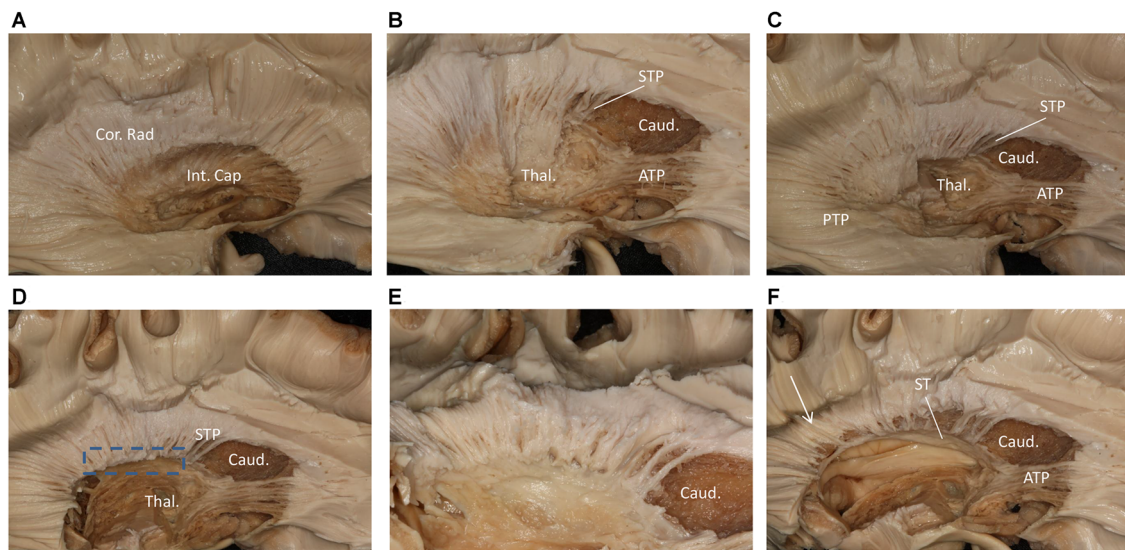 A
Cor. Rad
Int. Cap
B
STP
Caud.
Thal.
ATP
C
STP
Caud.
Thal.
ATP
PTP
D
STP
Caud.
Thal.
E
Caud.
F
ST
Caud.
ATP